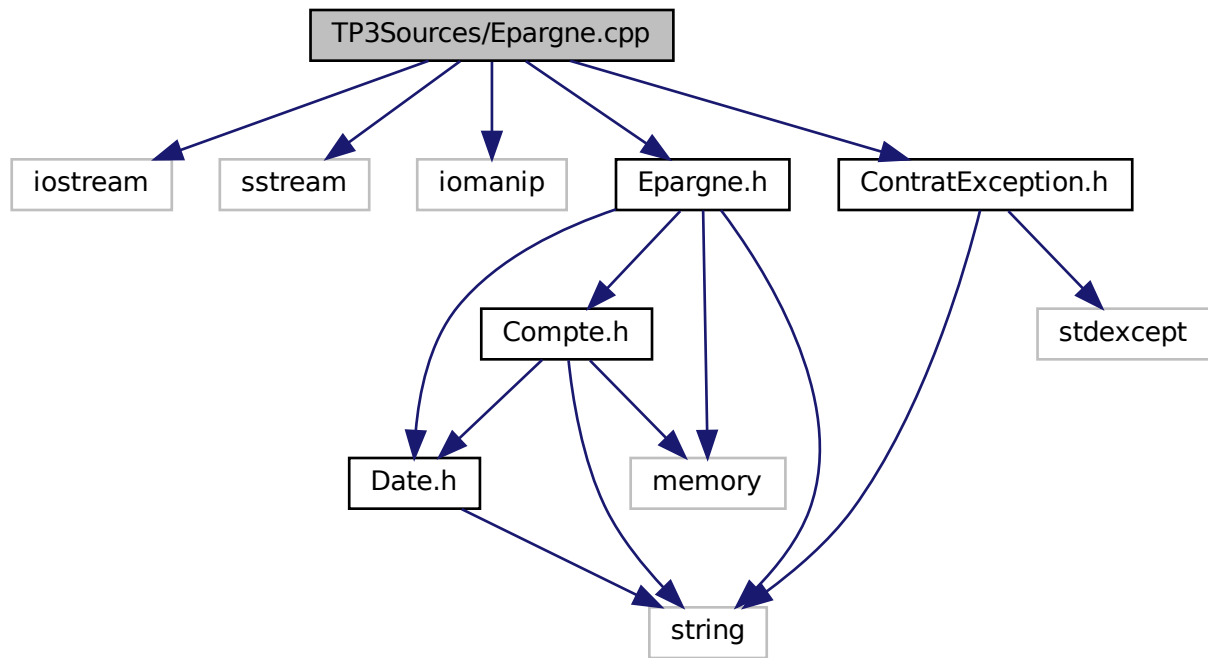 TP3Sources/Epargne.cpp
iostream
sstream
iomanip
Epargne.h
ContratException.h
Compte.h
stdexcept
Date.h
memory
string